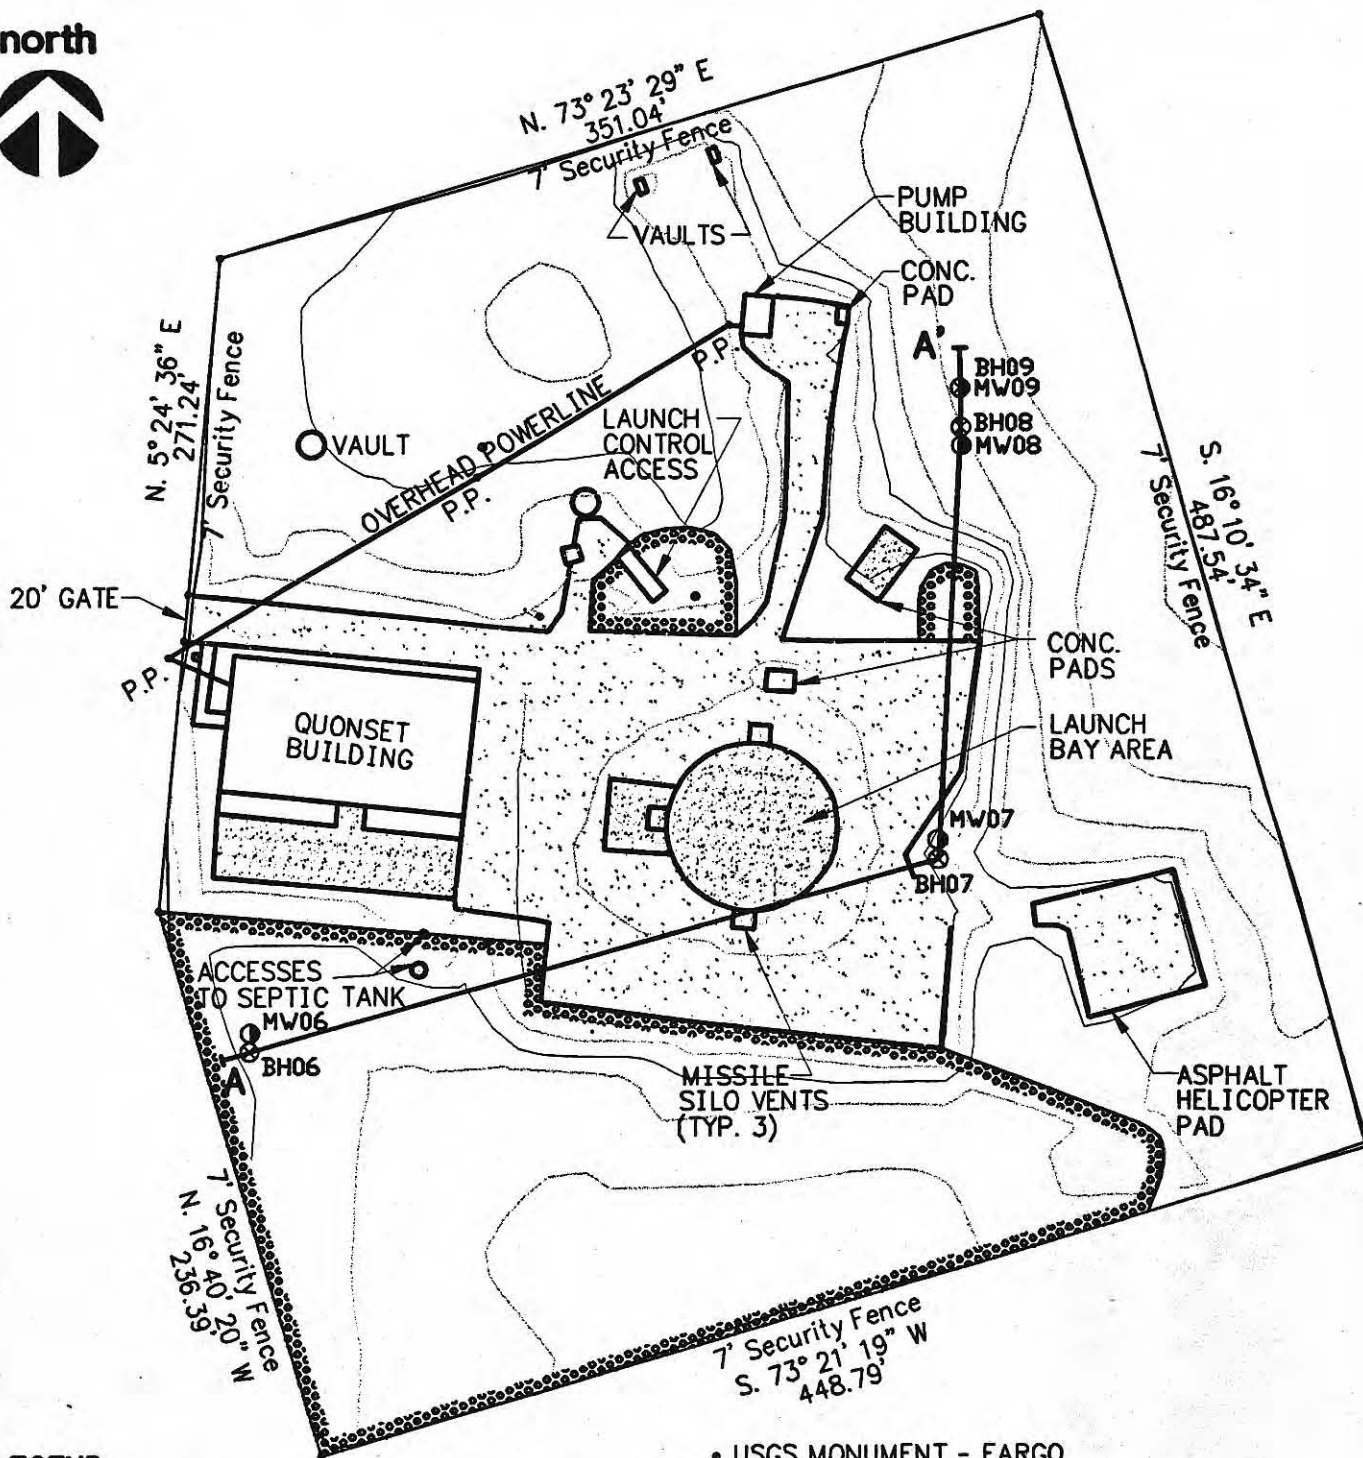 north
N. 73° 23' 29" E
351.04'
7' Security Fence
VAULTS
PUMP
BUILDING
CONC.
PAD
P.P.
A'
BH09
MW09
BH08
MW08
N. 5° 24' 36" E
271.24'
7' Security Fence
VAULT
OVERHEAD POWERLINE
P.P.
LAUNCH
CONTROL
ACCESS
S. 16° 10' 34" E
487.54'
7' Security Fence
20' GATE
P.P.
CONC.
PADS
QUONSET
BUILDING
LAUNCH
BAY AREA
MW07
BH07
ACCESSES
TO SEPTIC TANK
MW06
BH06
A
MISSILE
SILO VENTS
(TYP. 3)
ASPHALT
HELICOPTER
PAD
7' Security Fence
N. 16° 40' 20" W
236.39'
7' Security Fence
S. 73° 21' 19" W
448.79'